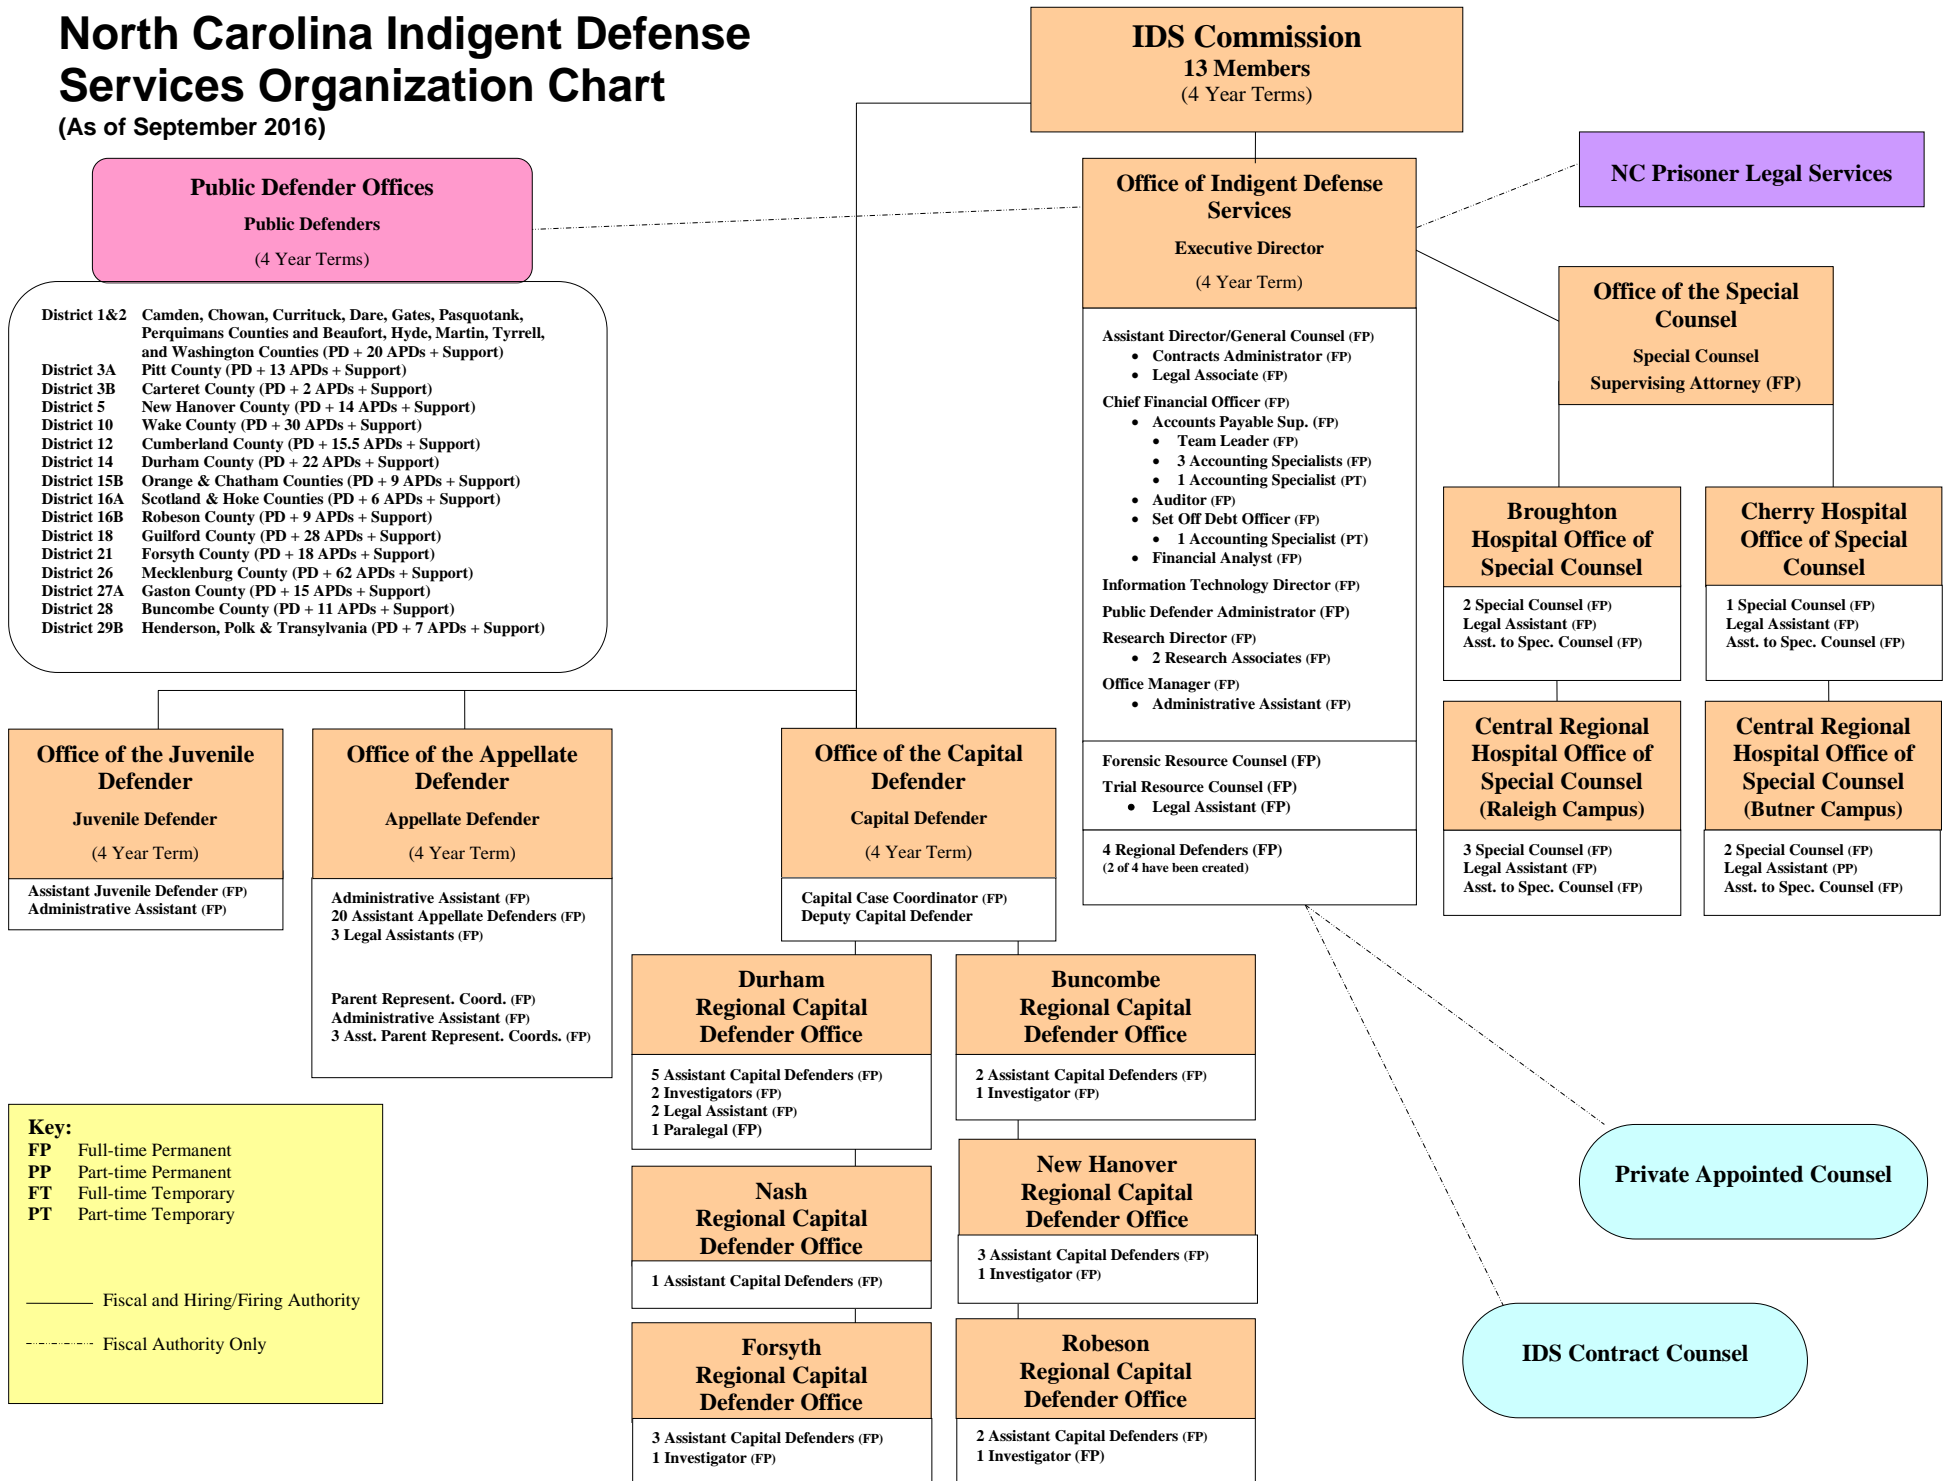 North Carolina Indigent Defense
Services Organization Chart
(As of September 2016)
IDS Commission
13 Members
(4 Year Terms)
Public Defender Offices
Public Defenders
(4 Year Terms)
District 1&2 Camden, Chowan, Currituck, Dare, Gates, Pasquotank,
Perquimans Counties and Beaufort, Hyde, Martin, Tyrrell,
and Washington Counties (PD + 20 APDs + Support)
District 3A Pitt County (PD + 13 APDs + Support)
District 3B Carteret County (PD + 2 APDs + Support)
District 5 New Hanover County (PD + 14 APDs + Support)
District 10 Wake County (PD + 30 APDs + Support)
District 12 Cumberland County (PD + 15.5 APDs + Support)
District 14 Durham County (PD + 22 APDs + Support)
District 15B Orange & Chatham Counties (PD + 9 APDs + Support)
District 16A Scotland & Hoke Counties (PD + 6 APDs + Support)
District 16B Robeson County (PD + 9 APDs + Support)
District 18 Guilford County (PD + 28 APDs + Support)
District 21 Forsyth County (PD + 18 APDs + Support)
District 26 Mecklenburg County (PD + 62 APDs + Support)
District 27A Gaston County (PD + 15 APDs + Support)
District 28 Buncombe County (PD + 11 APDs + Support)
District 29B Henderson, Polk & Transylvania (PD + 7 APDs + Support)
Office of Indigent Defense
Services
Executive Director
(4 Year Term)
Assistant Director/General Counsel (FP)
• Contracts Administrator (FP)
• Legal Associate (FP)
Chief Financial Officer (FP)
• Accounts Payable Sup. (FP)
• Team Leader (FP)
• 3 Accounting Specialists (FP)
• 1 Accounting Specialist (PT)
• Auditor (FP)
• Set Off Debt Officer (FP)
• 1 Accounting Specialist (PT)
• Financial Analyst (FP)
Information Technology Director (FP)
Public Defender Administrator (FP)
Research Director (FP)
• 2 Research Associates (FP)
Office Manager (FP)
• Administrative Assistant (FP)
Forensic Resource Counsel (FP)
Trial Resource Counsel (FP)
• Legal Assistant (FP)
4 Regional Defenders (FP)
(2 of 4 have been created)
NC Prisoner Legal Services
Office of the Special
Counsel
Special Counsel
Supervising Attorney (FP)
Broughton
Hospital Office of
Special Counsel
2 Special Counsel (FP)
Legal Assistant (FP)
Asst. to Spec. Counsel (FP)
Cherry Hospital
Office of Special
Counsel
1 Special Counsel (FP)
Legal Assistant (FP)
Asst. to Spec. Counsel (FP)
Central Regional
Hospital Office of
Special Counsel
(Raleigh Campus)
3 Special Counsel (FP)
Legal Assistant (FP)
Asst. to Spec. Counsel (FP)
Central Regional
Hospital Office of
Special Counsel
(Butner Campus)
2 Special Counsel (FP)
Legal Assistant (PP)
Asst. to Spec. Counsel (FP)
Office of the Juvenile
Defender
Juvenile Defender
(4 Year Term)
Assistant Juvenile Defender (FP)
Administrative Assistant (FP)
Office of the Appellate
Defender
Appellate Defender
(4 Year Term)
Administrative Assistant (FP)
20 Assistant Appellate Defenders (FP)
3 Legal Assistants (FP)
Parent Represent. Coord. (FP)
Administrative Assistant (FP)
3 Asst. Parent Represent. Coords. (FP)
Office of the Capital
Defender
Capital Defender
(4 Year Term)
Capital Case Coordinator (FP)
Deputy Capital Defender
Durham
Regional Capital
Defender Office
5 Assistant Capital Defenders (FP)
2 Investigators (FP)
2 Legal Assistant (FP)
1 Paralegal (FP)
Buncombe
Regional Capital
Defender Office
2 Assistant Capital Defenders (FP)
1 Investigator (FP)
Nash
Regional Capital
Defender Office
1 Assistant Capital Defenders (FP)
New Hanover
Regional Capital
Defender Office
3 Assistant Capital Defenders (FP)
1 Investigator (FP)
Forsyth
Regional Capital
Defender Office
3 Assistant Capital Defenders (FP)
1 Investigator (FP)
Robeson
Regional Capital
Defender Office
2 Assistant Capital Defenders (FP)
1 Investigator (FP)
Private Appointed Counsel
IDS Contract Counsel
Key:
FP Full-time Permanent
PP Part-time Permanent
FT Full-time Temporary
PT Part-time Temporary
Fiscal and Hiring/Firing Authority
Fiscal Authority Only